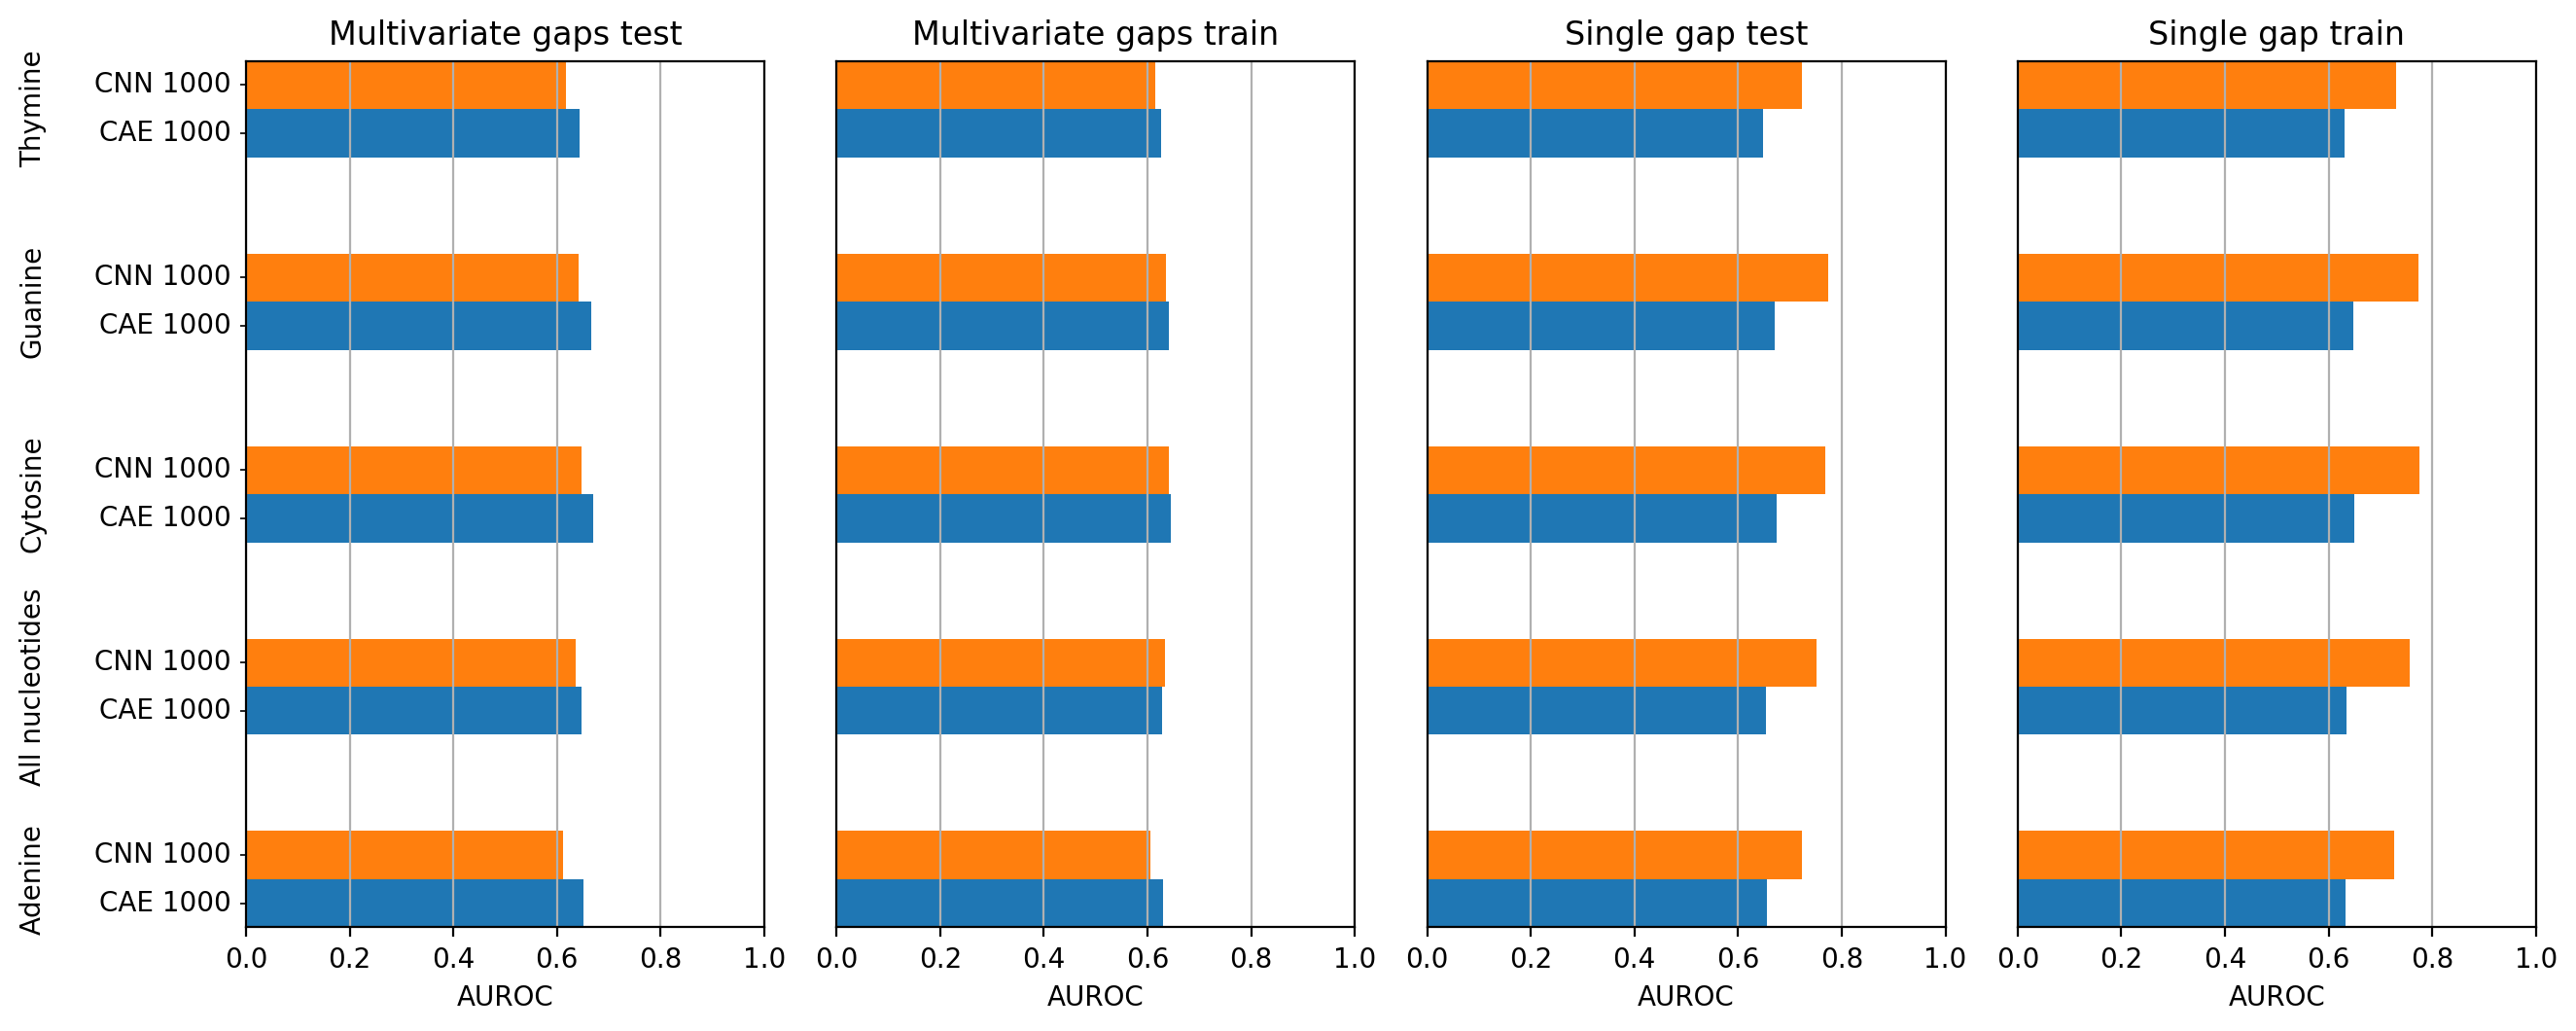 Multivariate gaps test
Multivariate gaps train
Single gap test
Single gap train
Thymine
CNN 1000
CAE 1000
Guanine
CNN 1000
CAE 1000
Cytosine
CNN 1000
CAE 1000
All nucleotides
CNN 1000
CAE 1000
Adenine
CNN 1000
CAE 1000
0.0 0.2 0.4 0.6 0.8 1.0
0.0 0.2 0.4 0.6 0.8 1.0
0.0 0.2 0.4 0.6 0.8 1.0
0.0 0.2 0.4 0.6 0.8 1.0
AUROC
AUROC
AUROC
AUROC